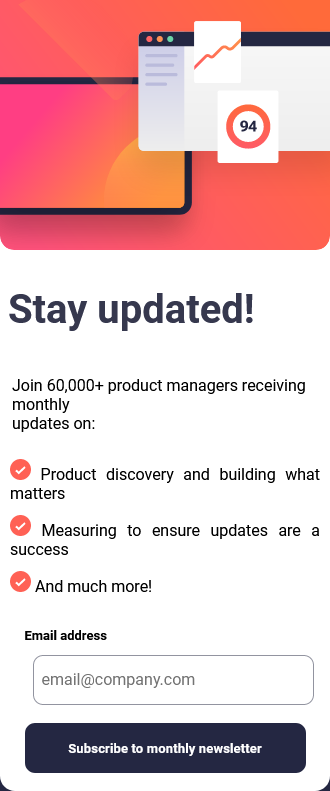 94
Stay updated!
Join 60,000+ product managers receiving
monthly
updates on:
Product discovery and building what
matters
Measuring to ensure updates are a
success
And much more!
Email address
email@company.com
Subscribe to monthly newsletter